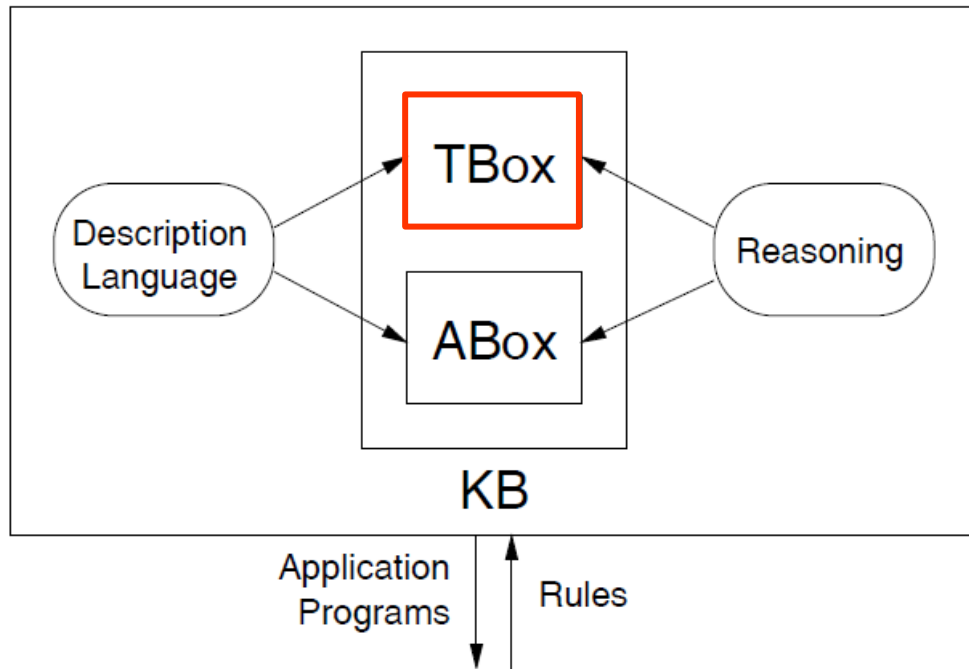 TBox
Description
Language
Reasoning
ABox
KB
Application
Programs
Rules